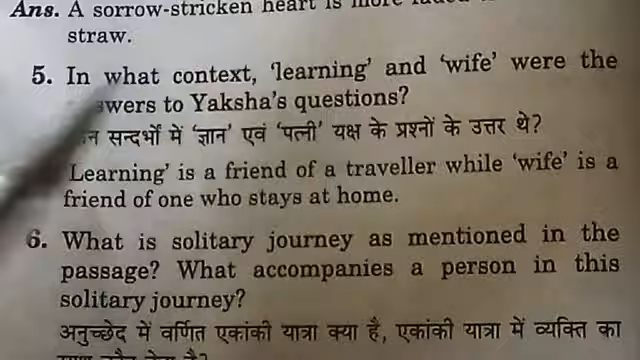 Ans. A sorrow-stricken heart is more
straw.
5. In what context, 'learning' and 'wife' were the
to Yaksha's questions?
सन्दर्भों में 'ज्ञान' एवं 'पत्नी' यक्ष के प्रश्नों के उत्तर थे?
Learning' is a friend of a traveller while 'wife' is a
friend of one who stays at home.
6. What is solitary journey as mentioned in the
passage? What accompanies a person in this
solitary journey?
अनुच्छेद में वर्णित एकांकी यात्रा क्या है, एकांकी यात्रा में व्यक्ति का